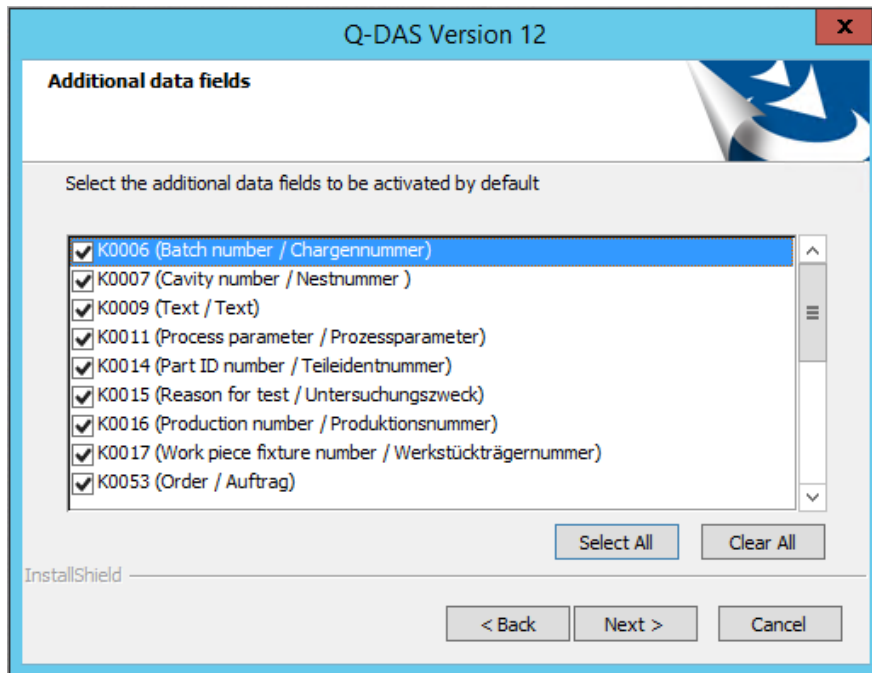 Q-DAS Version 12
X
Additional data fields
Select the additional data fields to be activated by default
K0006 (Batch number / Chargennummer)
K0007 (Cavity number / Nestnummer )
K0009 (Text / Text)
K0011 (Process parameter / Prozessparameter)
K0014 (Part ID number / Teileidentnummer)
K0015 (Reason for test / Untersuchungszweck)
K0016 (Production number / Produktionsnummer)
K0017 (Work piece fixture number / Werkstückträgernummer)
K0053 (Order / Auftrag)
Select All
Clear All
InstallShield
< Back
Next >
Cancel